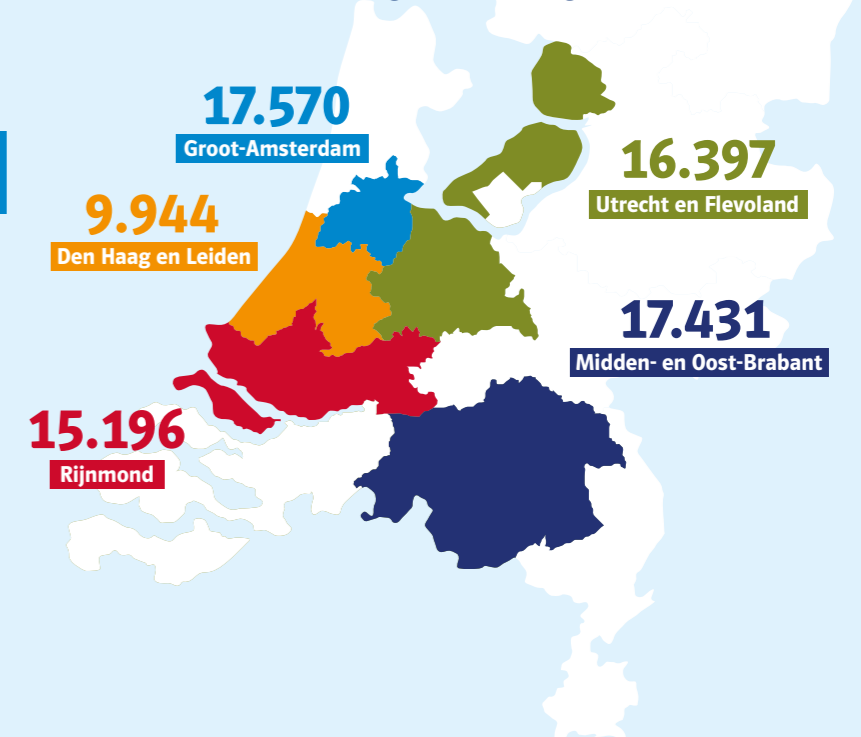 17.570
Groot-Amsterdam
16.397
Utrecht en Flevoland
9.944
Den Haag en Leiden
17.431
Midden- en Oost-Brabant
15.196
Rijnmond